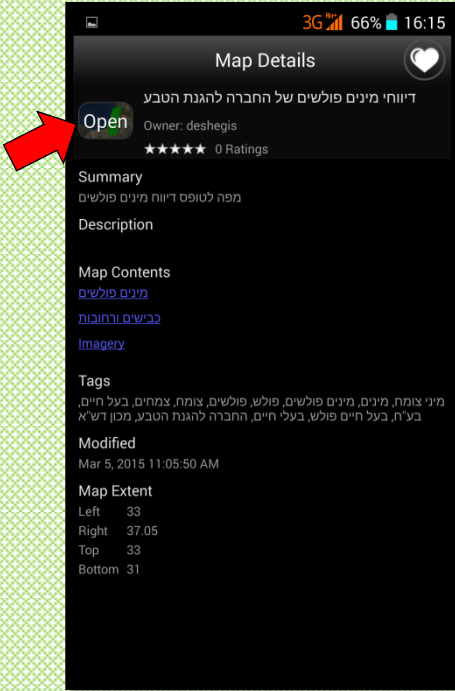 3G 66% 16:15
Map Details
דיווחי מינים פולשים של החברה להגנת הטבע
Open
Owner: deshegis
0 Ratings
Summary
מפה לטופס דיווח מינים פולשים
Description
Map Contents
מינים פולשים
כבישים ורחובות
Imagery
Tags
מיני צומח, מינים, מינים פולשים, פולש, פולשים, צומח, צמחים, בעל חיים,
בע"ח, בעל חיים פולש, בעלי חיים, החברה להגנת הטבע, מכון דש"א
Modified
Mar 5, 2015 11:05:50 AM
Map Extent
Left 33
Right 37.05
Top 33
Bottom 31